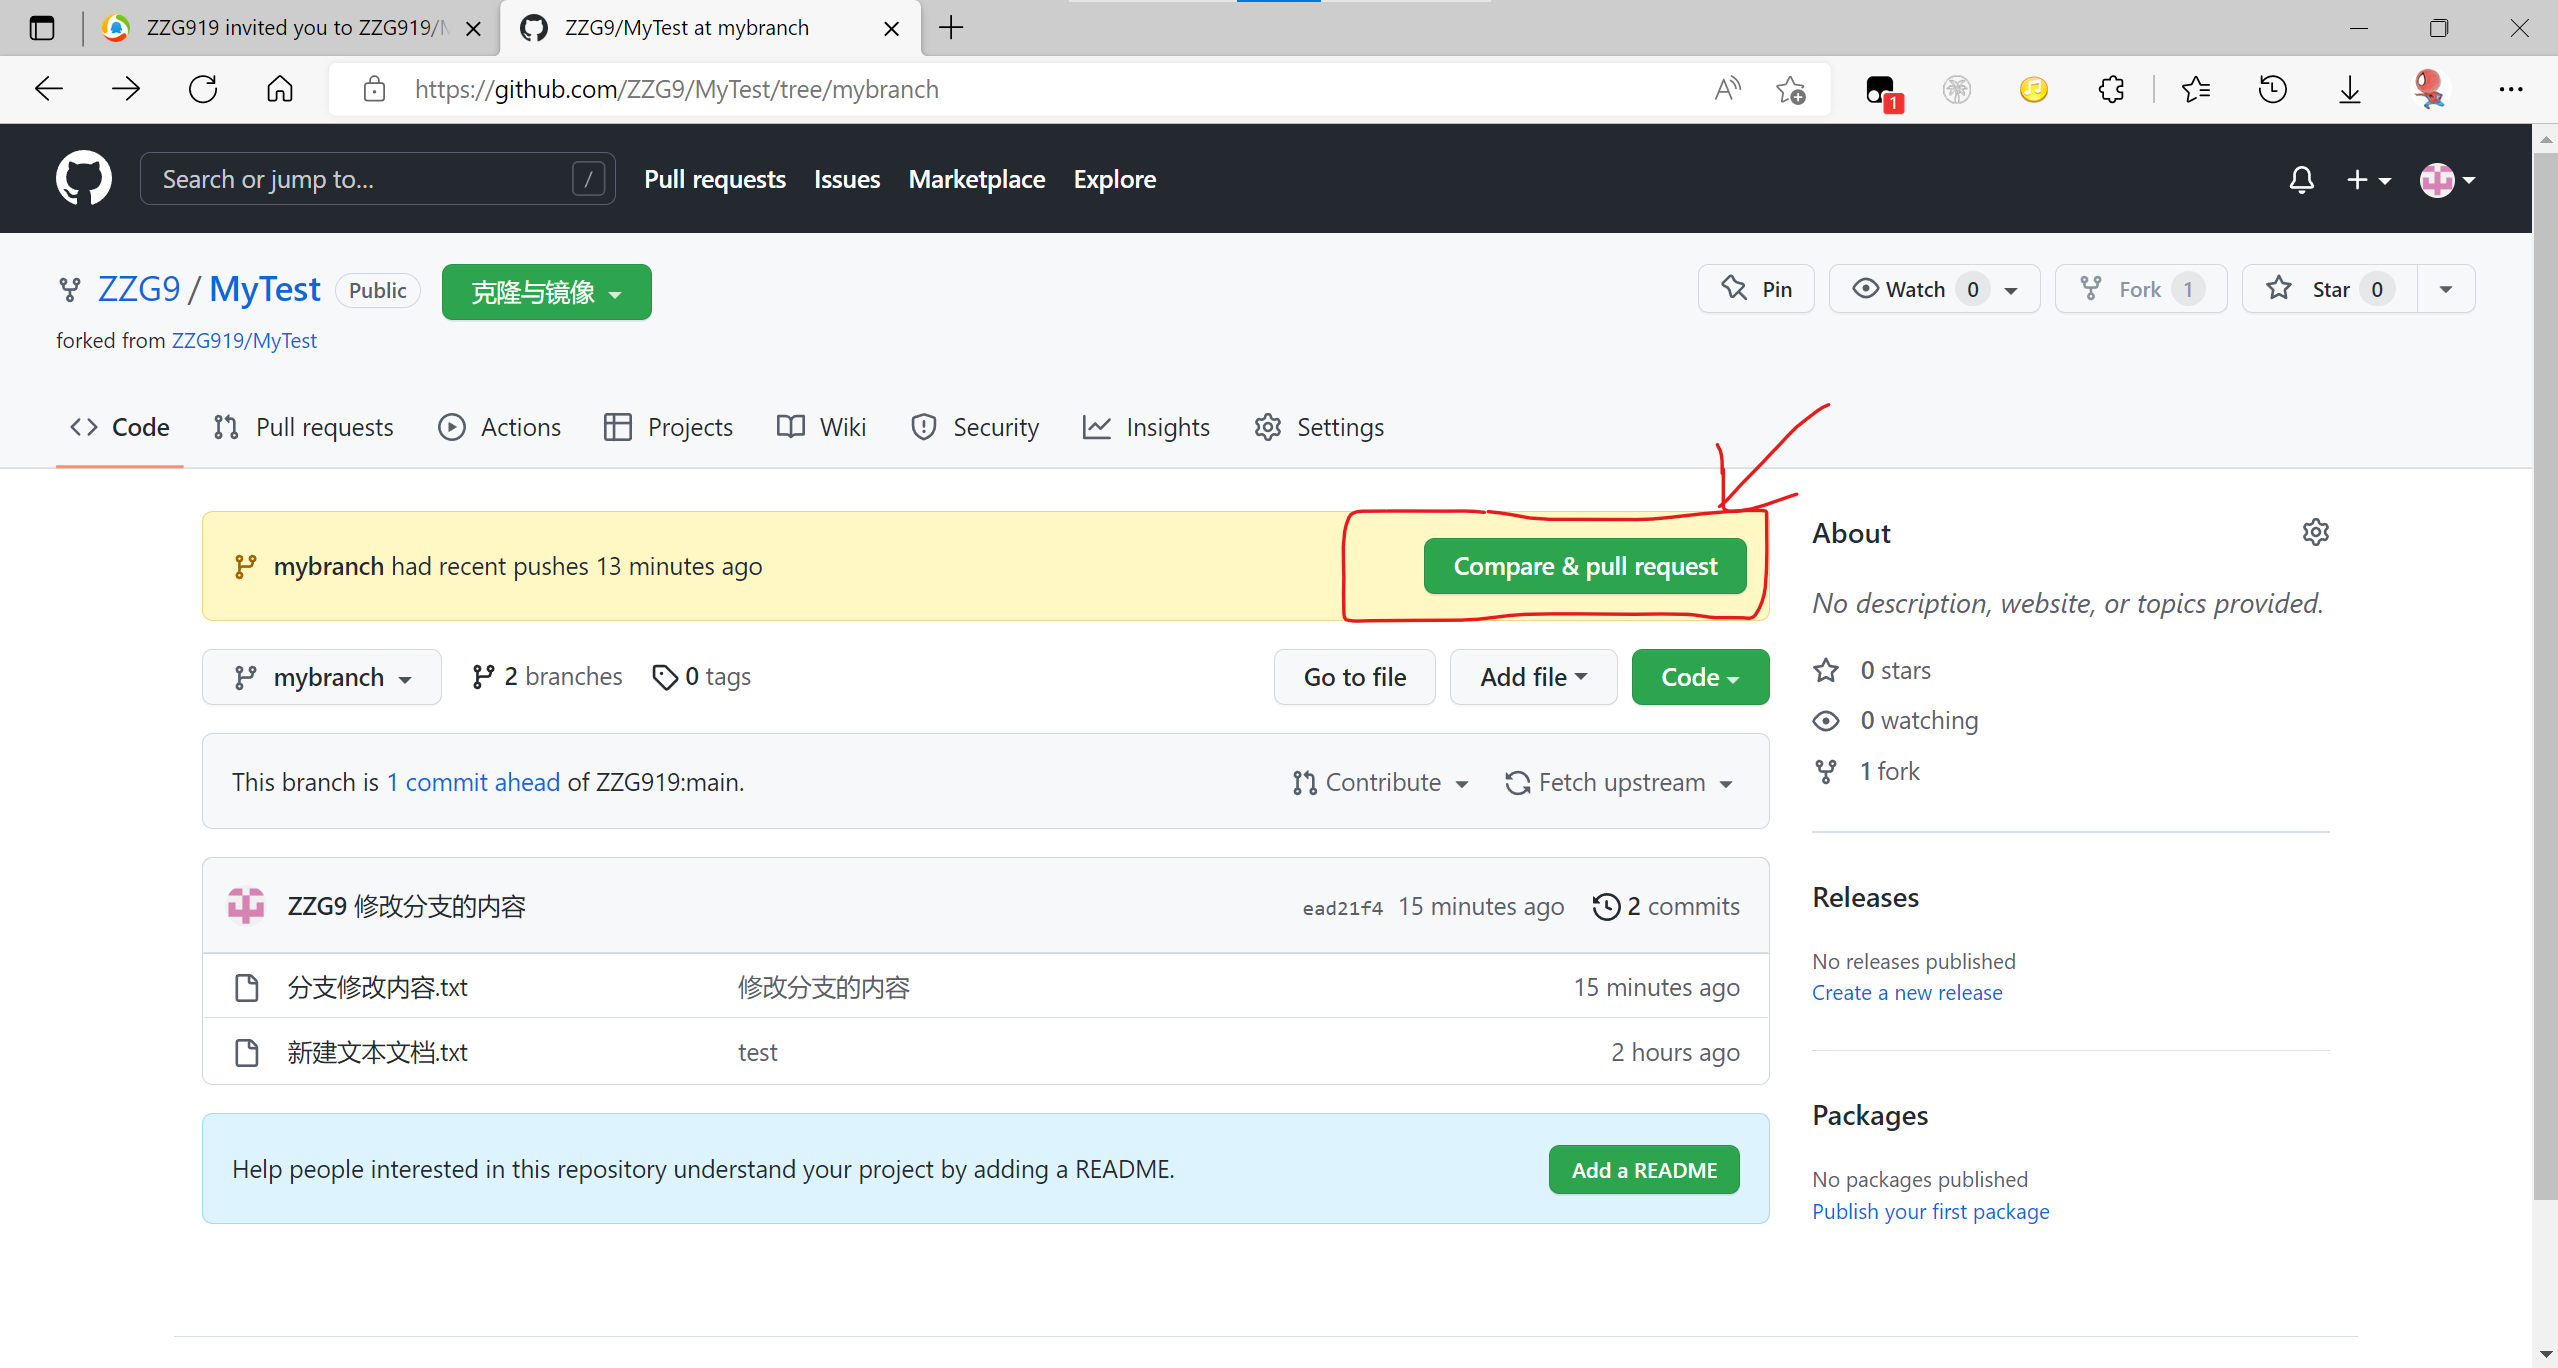 ZZG919 invited you to ZZG919/M
ZZG9/MyTest at mybranch
https://github.com/ZZG9/MyTest/tree/mybranch
1
Search or jump to... /
Pull requests Issues Marketplace Explore
ZZG9 / MyTest Public 克隆与镜像
Pin Watch 0 Fork 1 Star 0
forked from ZZG919/MyTest
Code Pull requests Actions Projects Wiki Security Insights Settings
mybranch had recent pushes 13 minutes ago Compare & pull request
mybranch 2 branches 0 tags Go to file Add file Code
This branch is 1 commit ahead of ZZG919:main. Contribute Fetch upstream
ZZG9 修改分支的内容 ead21f4 15 minutes ago 2 commits
分支修改内容.txt 修改分支的内容 15 minutes ago
新建文本文档.txt test 2 hours ago
Help people interested in this repository understand your project by adding a README. Add a README
About
No description, website, or topics provided.
0 stars
0 watching
1 fork
Releases
No releases published
Create a new release
Packages
No packages published
Publish your first package